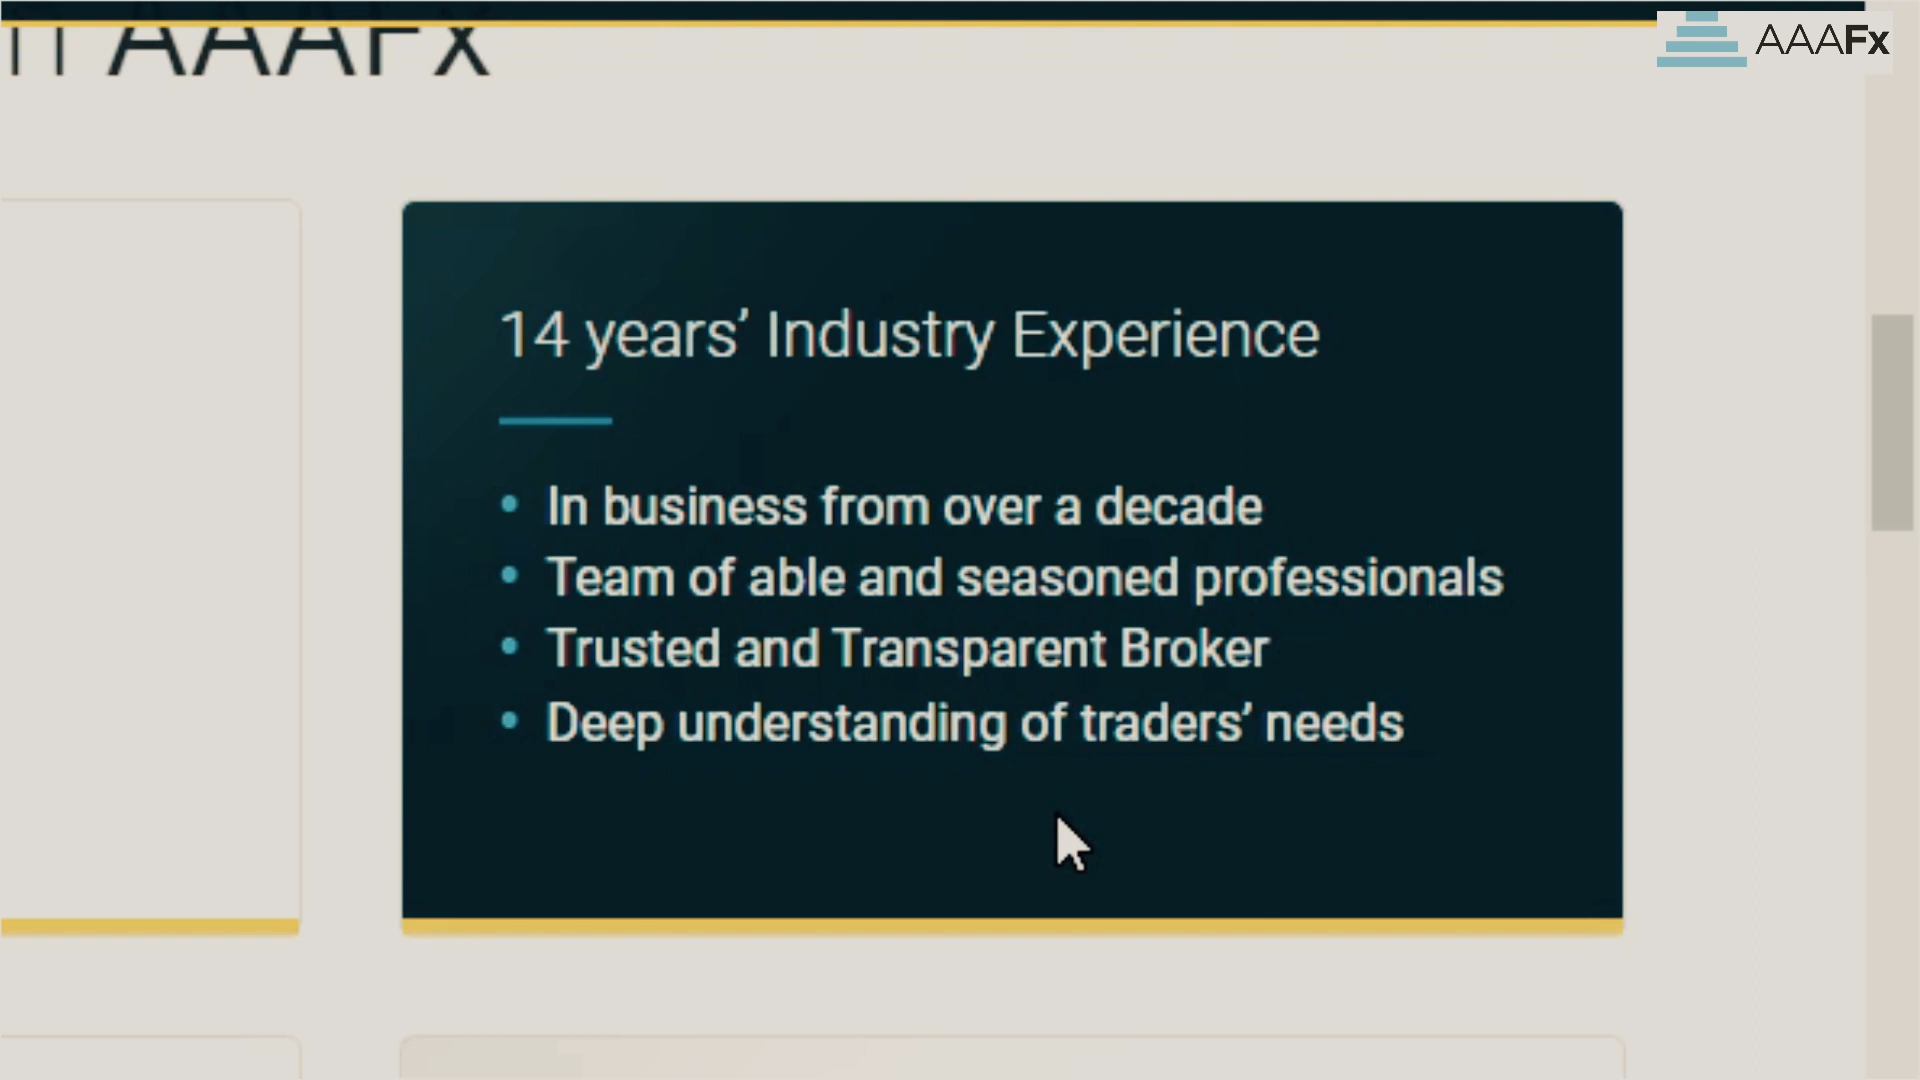 AAAFx
AAAFx
14 years’ Industry Experience
In business from over a decade
Team of able and seasoned professionals
Trusted and Transparent Broker
Deep understanding of traders’ needs